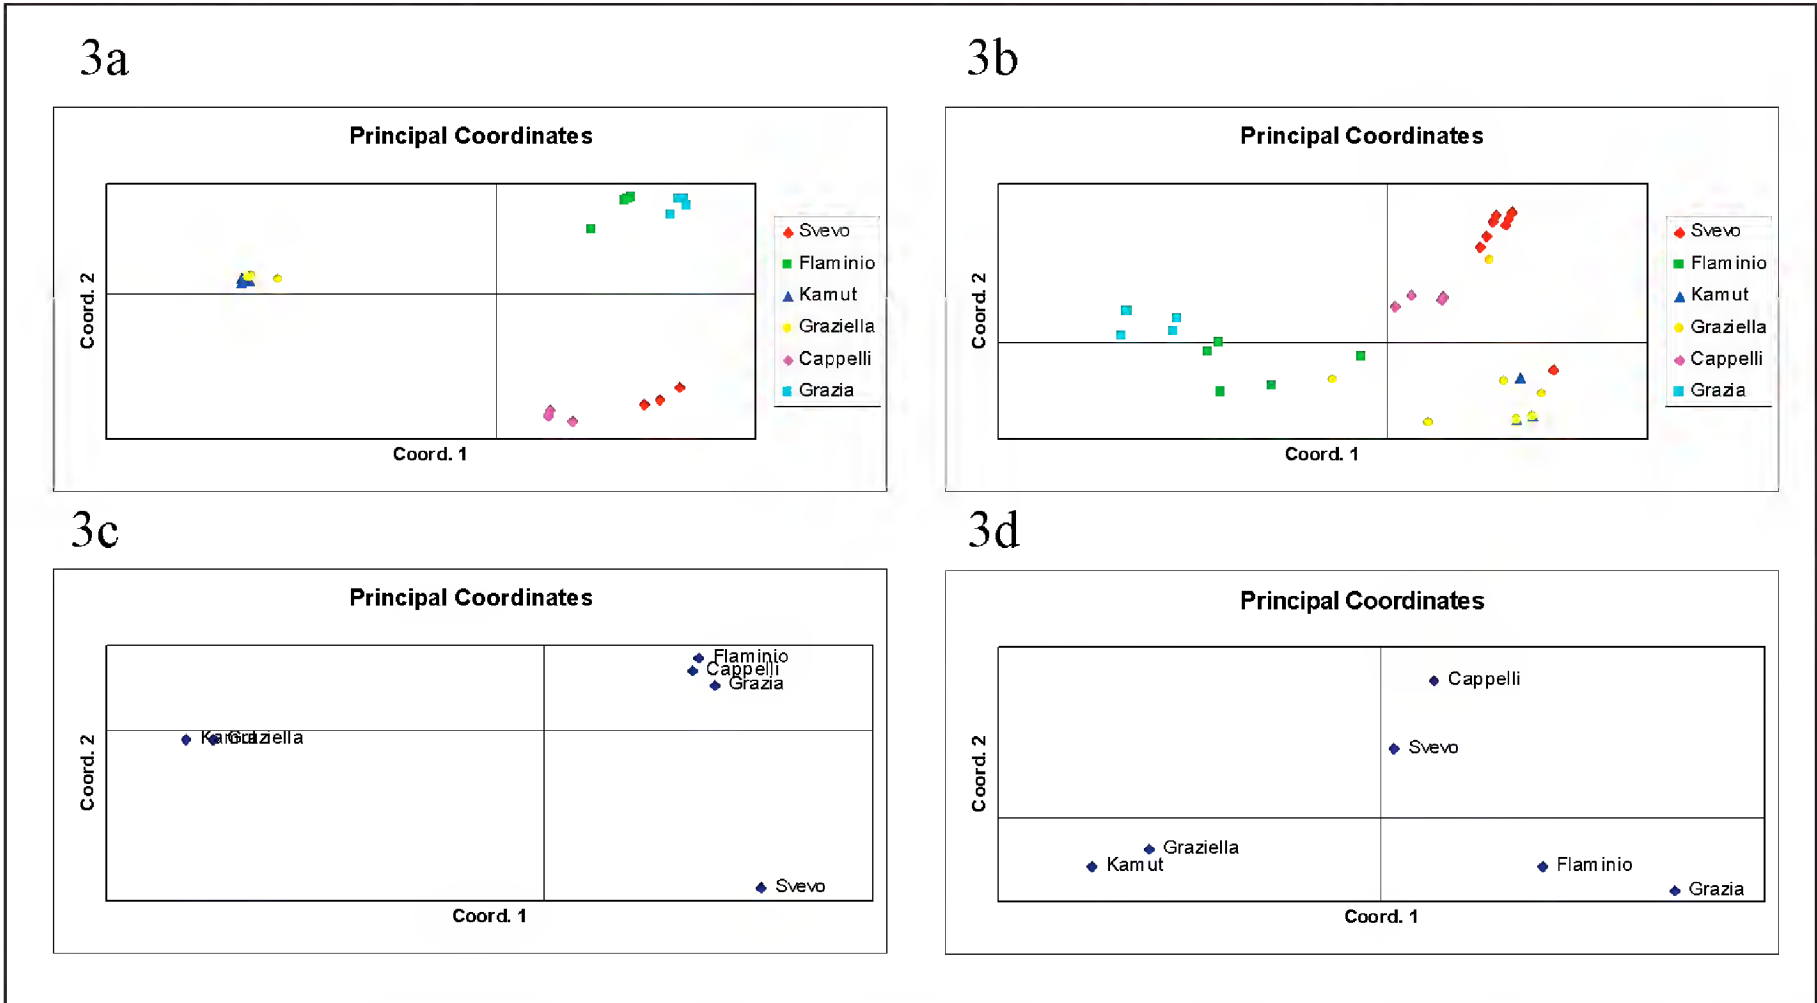 3a
Principal Coordinates
Coord. 2
Coord. 1
Svevo
Flaminio
Kamut
Graziella
Cappelli
Grazia
3b
Principal Coordinates
Coord. 2
Coord. 1
Svevo
Flaminio
Kamut
Graziella
Cappelli
Grazia
3c
Principal Coordinates
Flaminio
Cappelli
Grazia
Kamut Graziella
Svevo
Coord. 2
Coord. 1
3d
Principal Coordinates
Cappelli
Svevo
Graziella
Kamut
Flaminio
Grazia
Coord. 2
Coord. 1